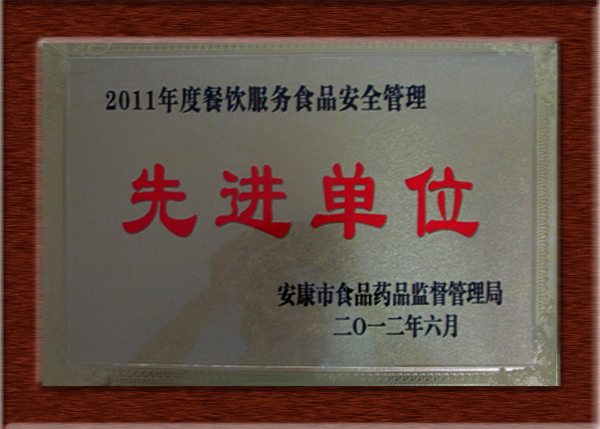 2011年度餐饮服务食品安全管理
先进单位
安康市食品药品监督管理局
二〇一二年六月